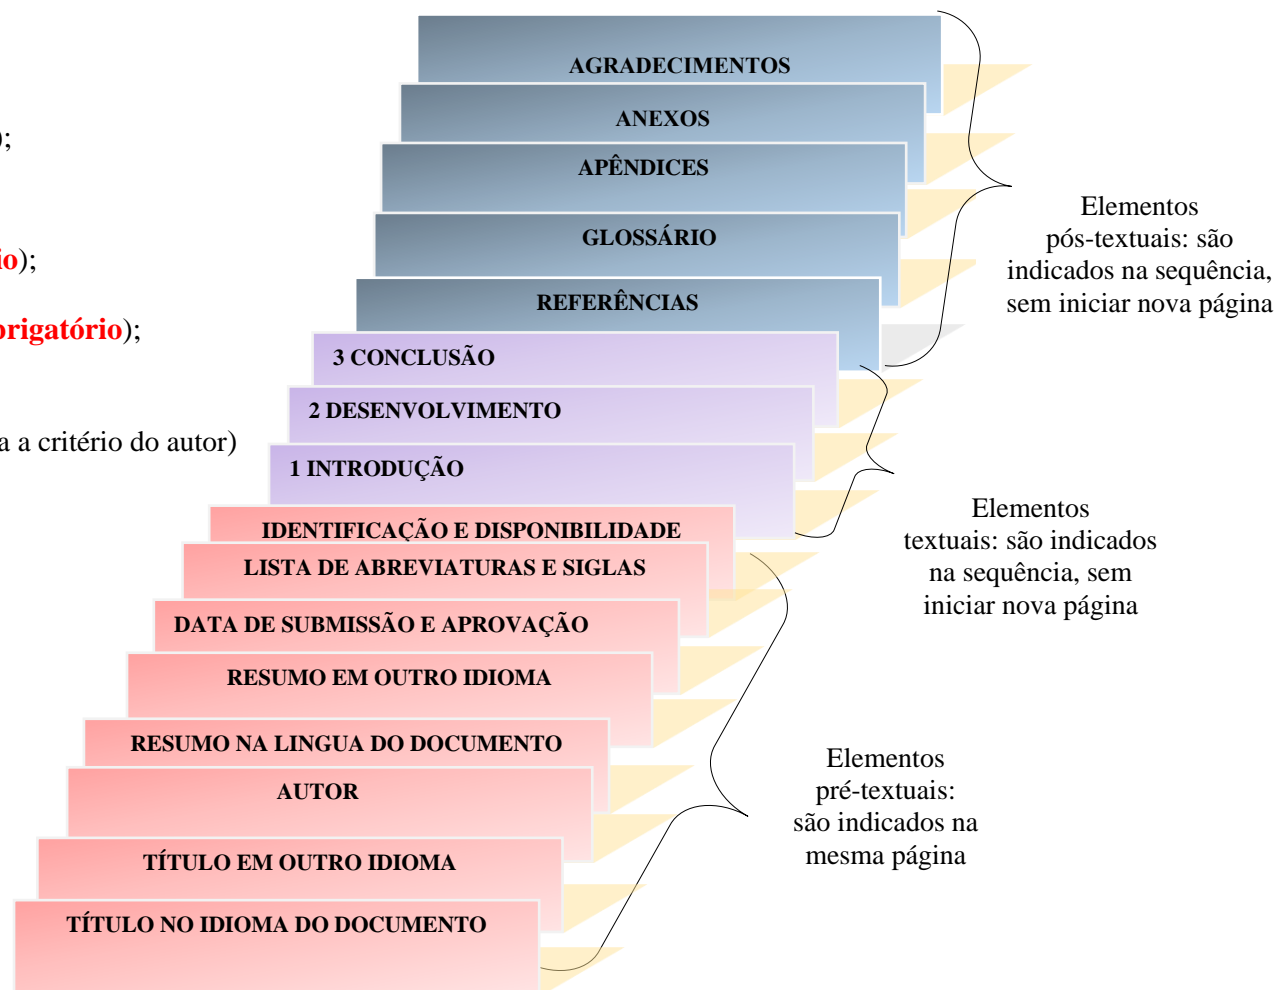 AGRADECIMENTOS
ANEXOS
);
APÊNDICES
Elementos
pós-textuais: são
indicados na sequência,
sem iniciar nova página
GLOSSÁRIO
io);
REFERÊNCIAS
brigatório);
3 CONCLUSÃO
2 DESENVOLVIMENTO
a a critério do autor)
1 INTRODUÇÃO
Elementos
textuais: são indicados
na sequência, sem
iniciar nova página
IDENTIFICAÇÃO E DISPONIBILIDADE
LISTA DE ABREVIATURAS E SIGLAS
DATA DE SUBMISSÃO E APROVAÇÃO
RESUMO EM OUTRO IDIOMA
RESUMO NA LINGUA DO DOCUMENTO
Elementos
pré-textuais:
são indicados na
mesma página
AUTOR
TÍTULO EM OUTRO IDIOMA
TÍTULO NO IDIOMA DO DOCUMENTO